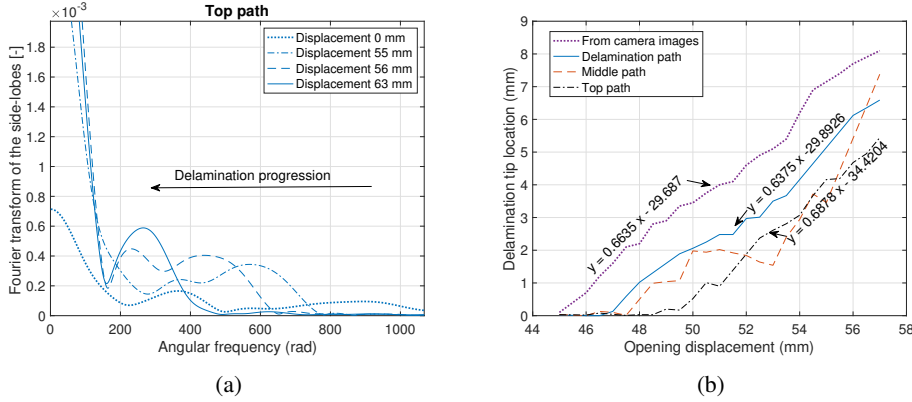 Top path
×10⁻³
Fourier transform of the side-lobes [-]
1.8
1.6
1.4
1.2
1
0.8
0.6
0.4
0.2
0
Displacement 0 mm
Displacement 55 mm
Displacement 56 mm
Displacement 63 mm
Delamination progression
0 200 400 600 800 1000
Angular frequency (rad)
(a)
Delamination tip location (mm)
9
8
7
6
5
4
3
2
1
0
From camera images
Delamination path
Middle path
Top path
y = 0.6635 x - 29.687
y = 0.6375 x -29.8926
y = 0.6878 x - 34.4204
44 46 48 50 52 54 56 58
Opening displacement (mm)
(b)